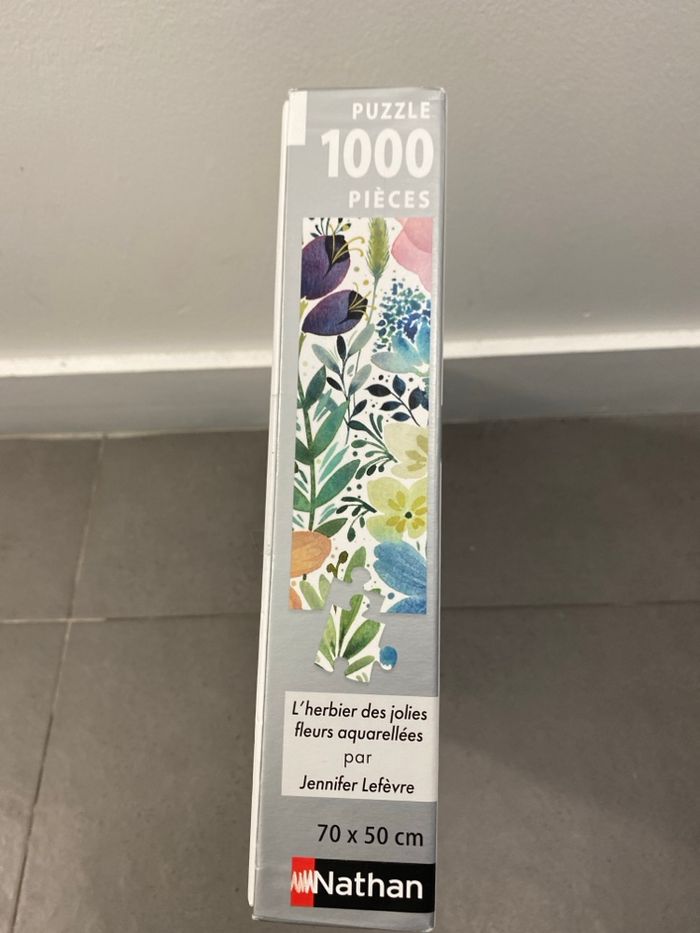 PUZZLE
1000
PIÈCES
L'herbier des jolies
fleurs aquarellées
par
Jennifer Lefèvre
70 x 50 cm
Nathan